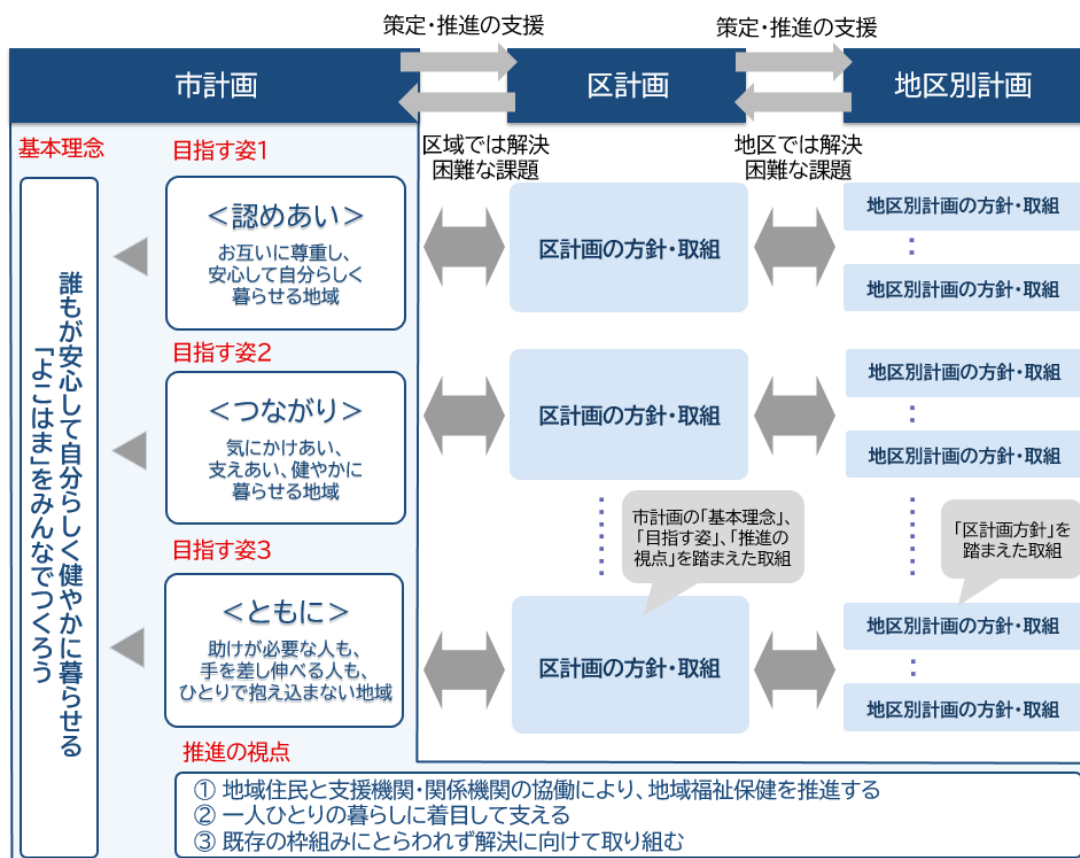 策定・推進の支援
策定・推進の支援
市計画
区計画
地区別計画
区域では解決
困難な課題
地区では解決
困難な課題
基本理念
誰もが安心して自分らしく健やかに暮らせる
「よこはま」をみんなでつくろう
目指す姿1
<認めあい>
お互いに尊重し、
安心して自分らしく
暮らせる地域
区計画の方針・取組
地区別計画の方針・取組
:
地区別計画の方針・取組
目指す姿2
<つながり>
気にかけあい、
支えあい、健やかに
暮らせる地域
区計画の方針・取組
地区別計画の方針・取組
:
地区別計画の方針・取組
市計画の「基本理念」、
「目指す姿」、「推進の
視点」を踏まえた取組
「区計画方針」を
踏まえた取組
目指す姿3
<ともに>
助けが必要な人も、
手を差し伸べる人も、
ひとりで抱え込まない地域
区計画の方針・取組
地区別計画の方針・取組
:
地区別計画の方針・取組
推進の視点
① 地域住民と支援機関・関係機関の協働により、地域福祉保健を推進する
② 一人ひとりの暮らしに着目して支える
③ 既存の枠組みにとらわれず解決に向けて取り組む